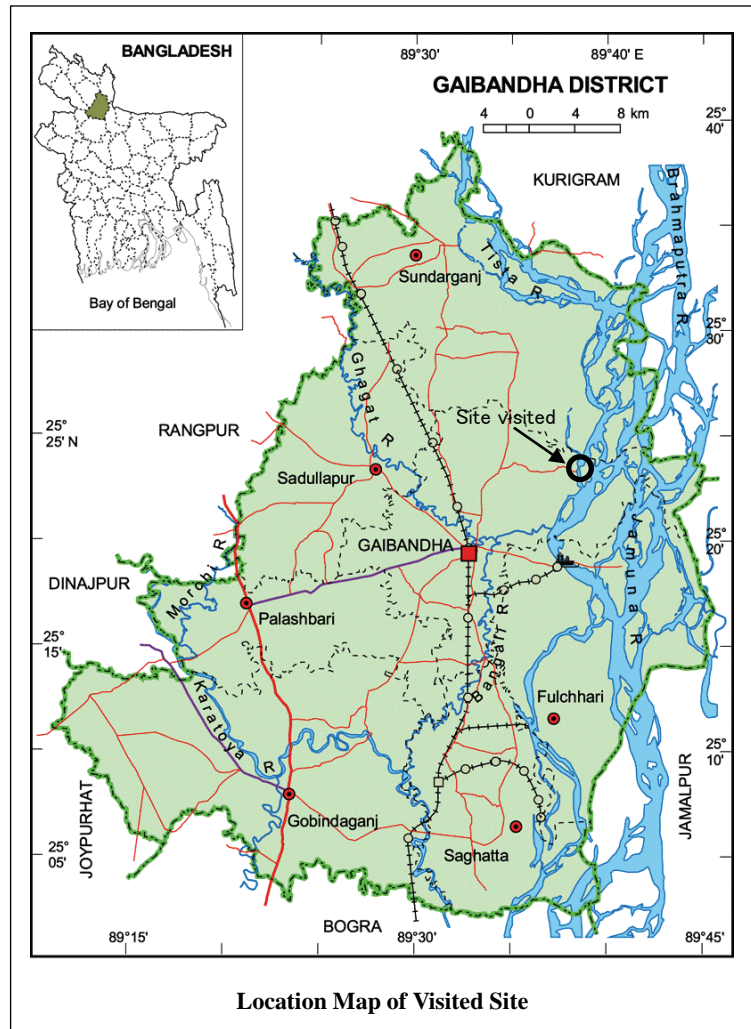 BANGLADESH
Bay of Bengal
89°30'
89°40' E
GAIBANDHA DISTRICT
4 0 4 8 km
25°
40'
KURIGRAM
Brahmaputra R
Tista R
Sundarganj
25°
30'
Ghagat R
25°
25' N
RANGPUR
Site visited
Sadullapur
Jamuna R
GAIBANDHA
25°
20'
DINAJPUR
Morobi R
Palashbari
25°
15'
Bangali R
Karatoya R
Fulchhari
25°
10'
JOYPURHAT
JAMALPUR
Gobindaganj
Saghatta
25°
05'
BOGRA
89°15'
89°30'
89°45'
Location Map of Visited Site